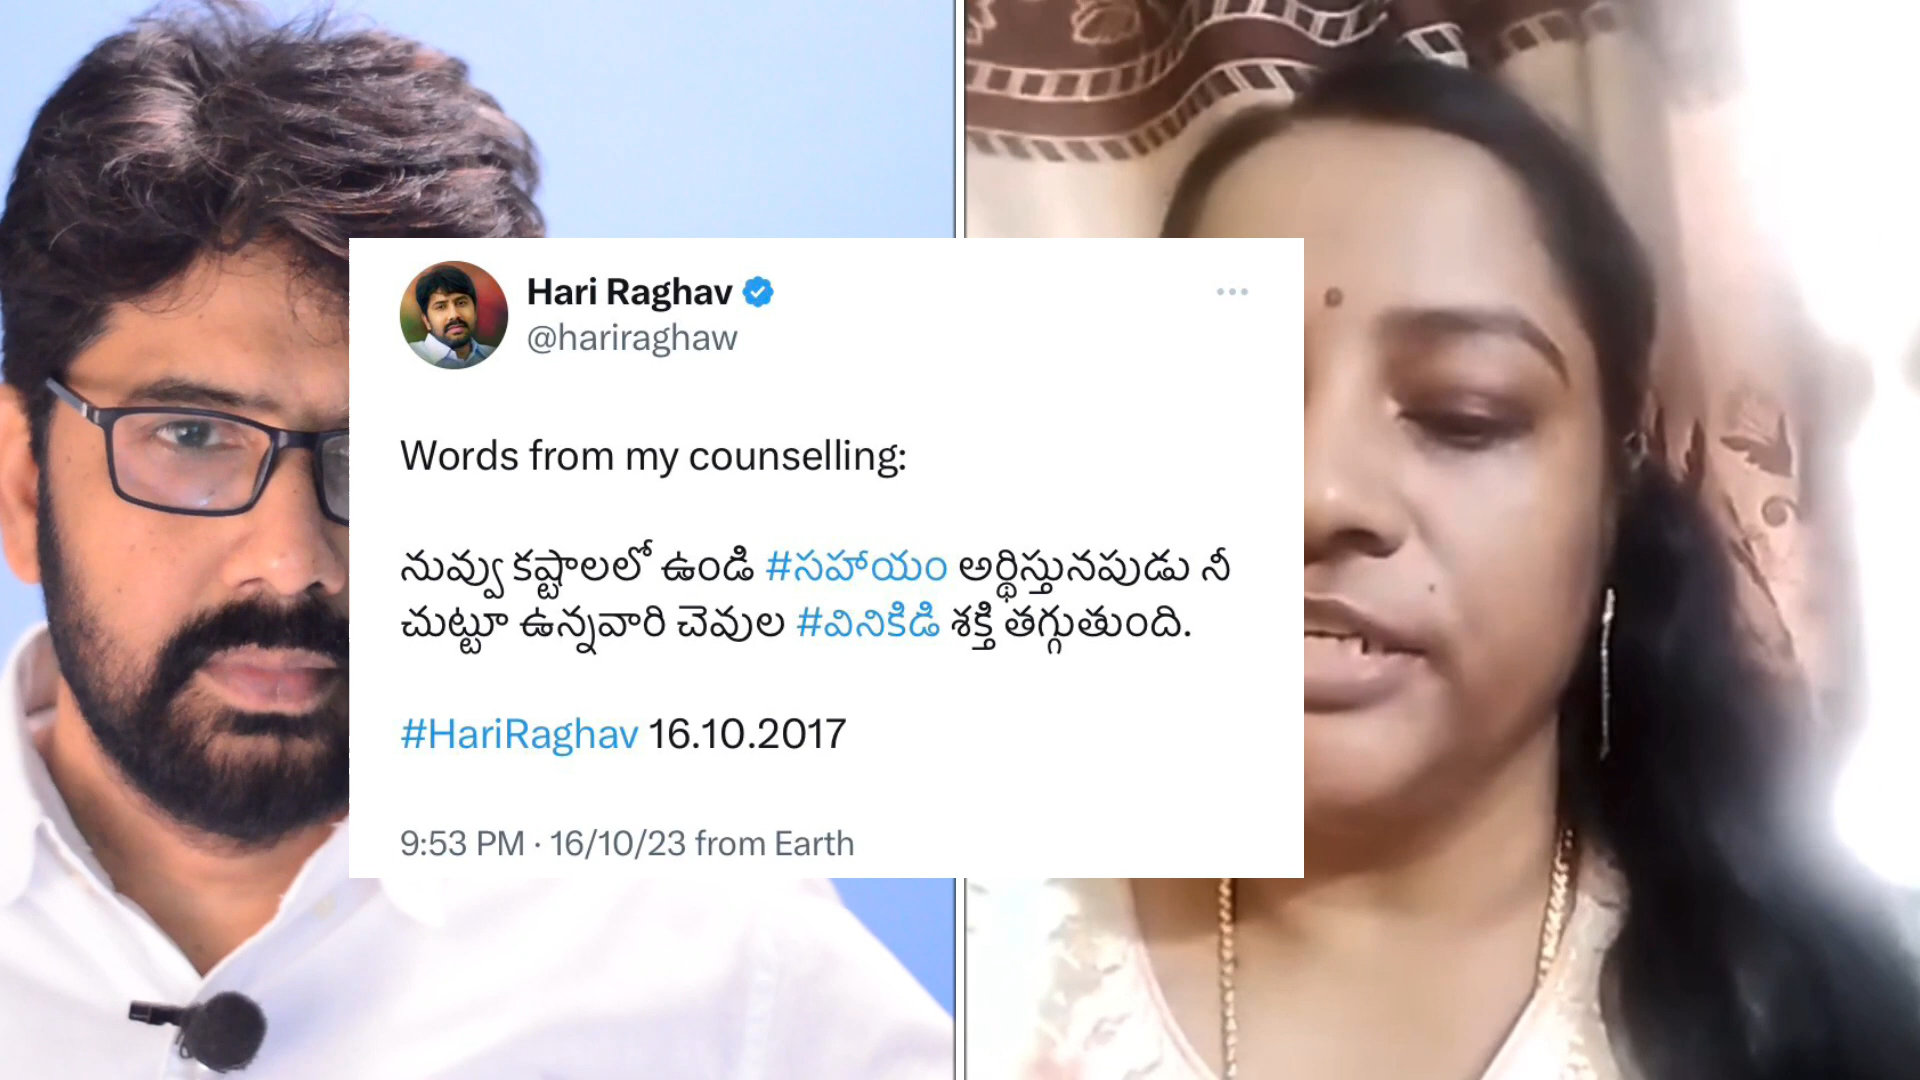 Hari Raghav
@hariraghaw
Words from my counselling:
నువ్వు కష్టాలలో ఉండి #సహాయం అర్థిస్తునపుడు నీ
చుట్టూ ఉన్నవారి చెవుల #వినికిడి శక్తి తగ్గుతుంది.
#HariRaghav 16.10.2017
9:53 PM · 16/10/23 from Earth